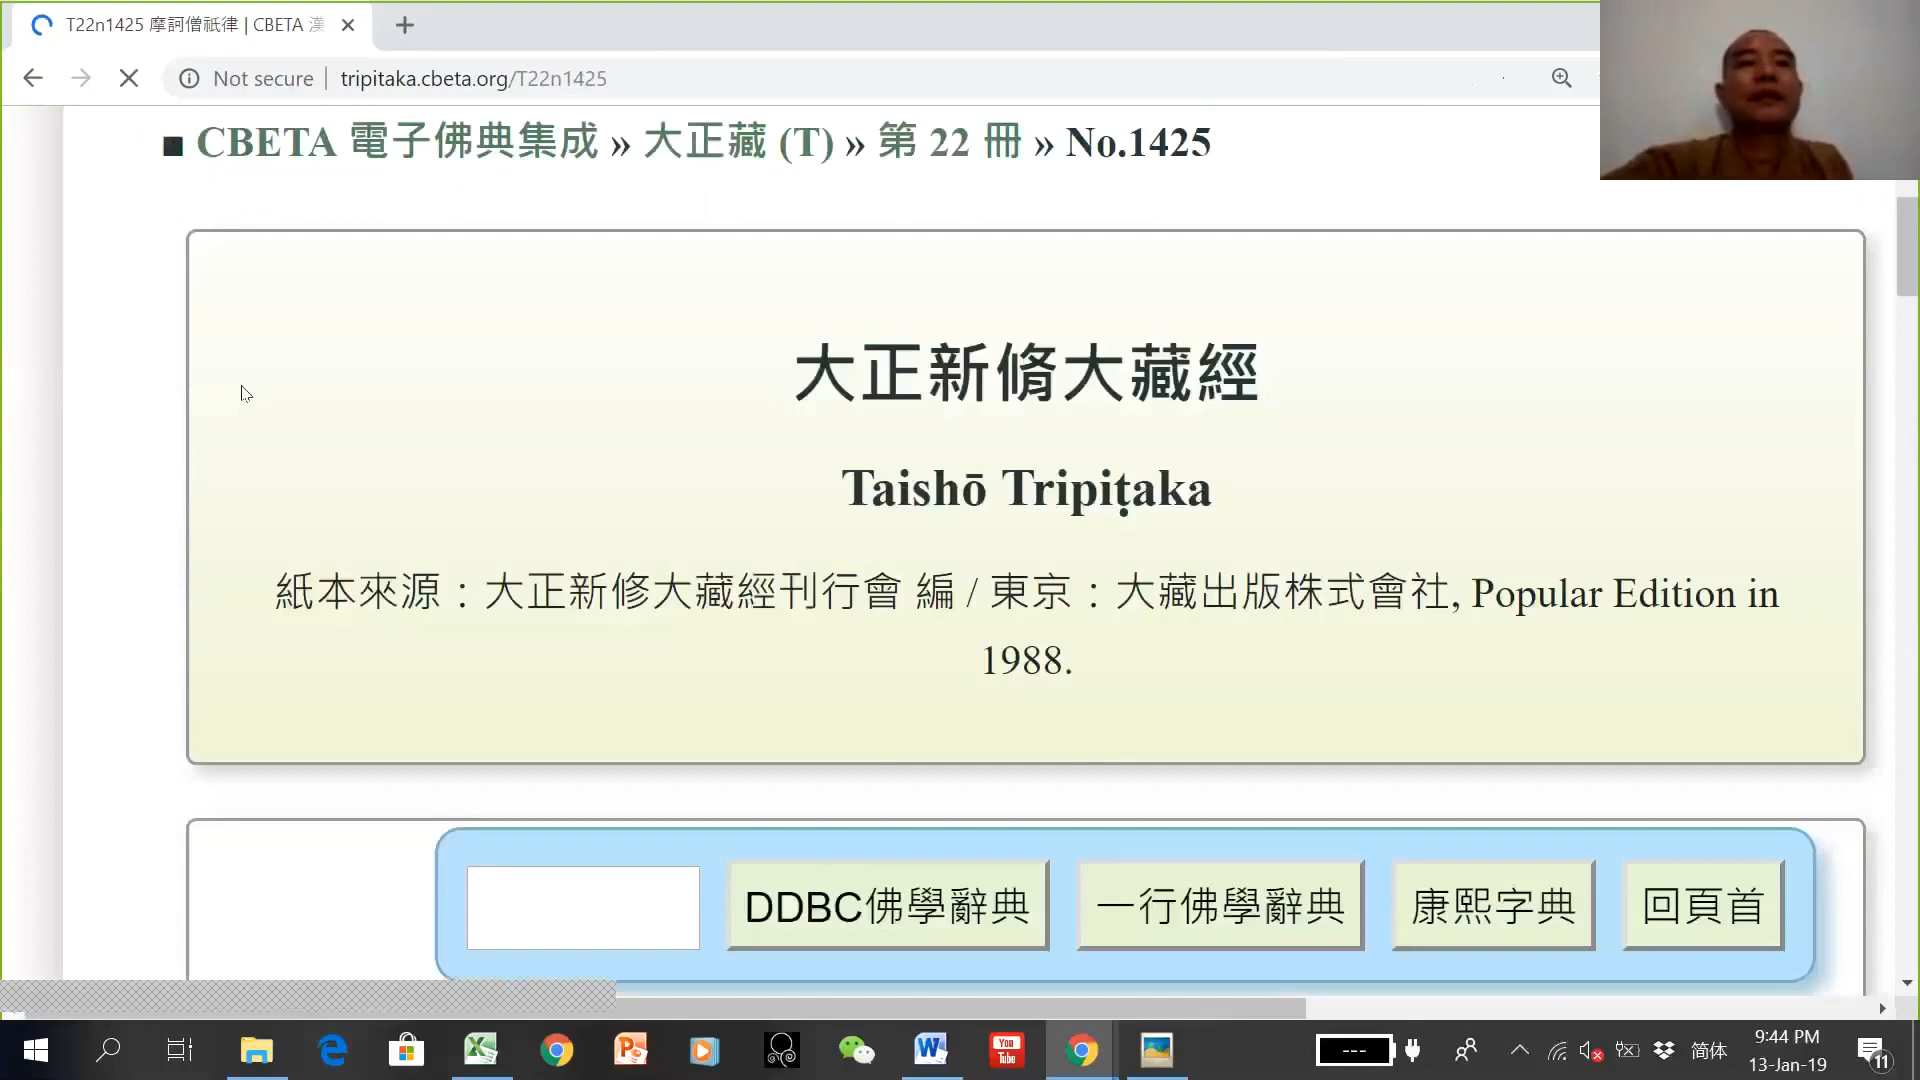 T22n1425 摩訶僧祇律 | CBETA 漢
Not secure | tripitaka.cbeta.org/T22n1425
CBETA 電子佛典集成 » 大正藏 (T) » 第 22 冊 » No.1425
大正新脩大藏經
Taishō Tripiṭaka
紙本來源：大正新修大藏經刊行會 編 / 東京：大藏出版株式會社, Popular Edition in
1988.
DDBC佛學辭典 一行佛學辭典 康熙字典 回頁首
You
Tube
简体
9:44 PM
13-Jan-19
11